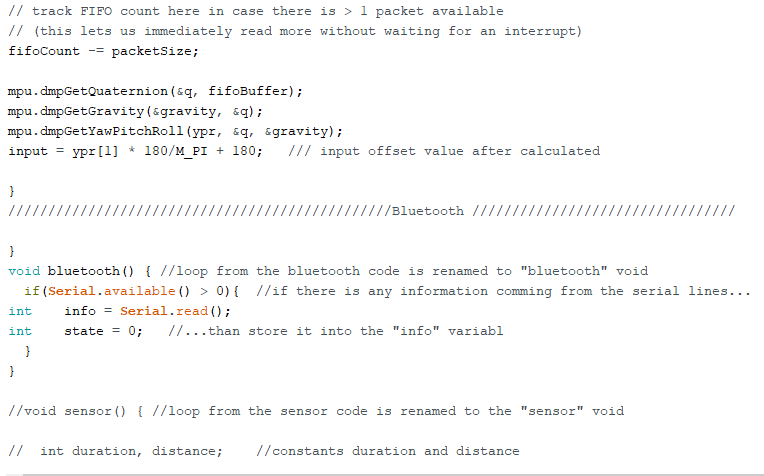 // track FIFO count here in case there is > 1 packet available
// (this lets us immediately read more without waiting for an interrupt)
fifoCount -= packetSize;
mpu.dmpGetQuaternion(&q, fifoBuffer);
mpu.dmpGetGravity(&gravity, &q);
mpu.dmpGetYawPitchRoll(ypr, &q, &gravity);
input = ypr[1] * 180/M_PI + 180;   /// input offset value after calculated
}
////////////////////////////////////////////////Bluetooth /////////////////////////////////
}
void bluetooth() { //loop from the bluetooth code is renamed to "bluetooth" void
  if(Serial.available() > 0){  //if there is any information comming from the serial lines...
int    info = Serial.read();
int    state = 0;   //...than store it into the "info" variabl
  }
}
//void sensor() { //loop from the sensor code is renamed to the "sensor" void
//  int duration, distance;    //constants duration and distance